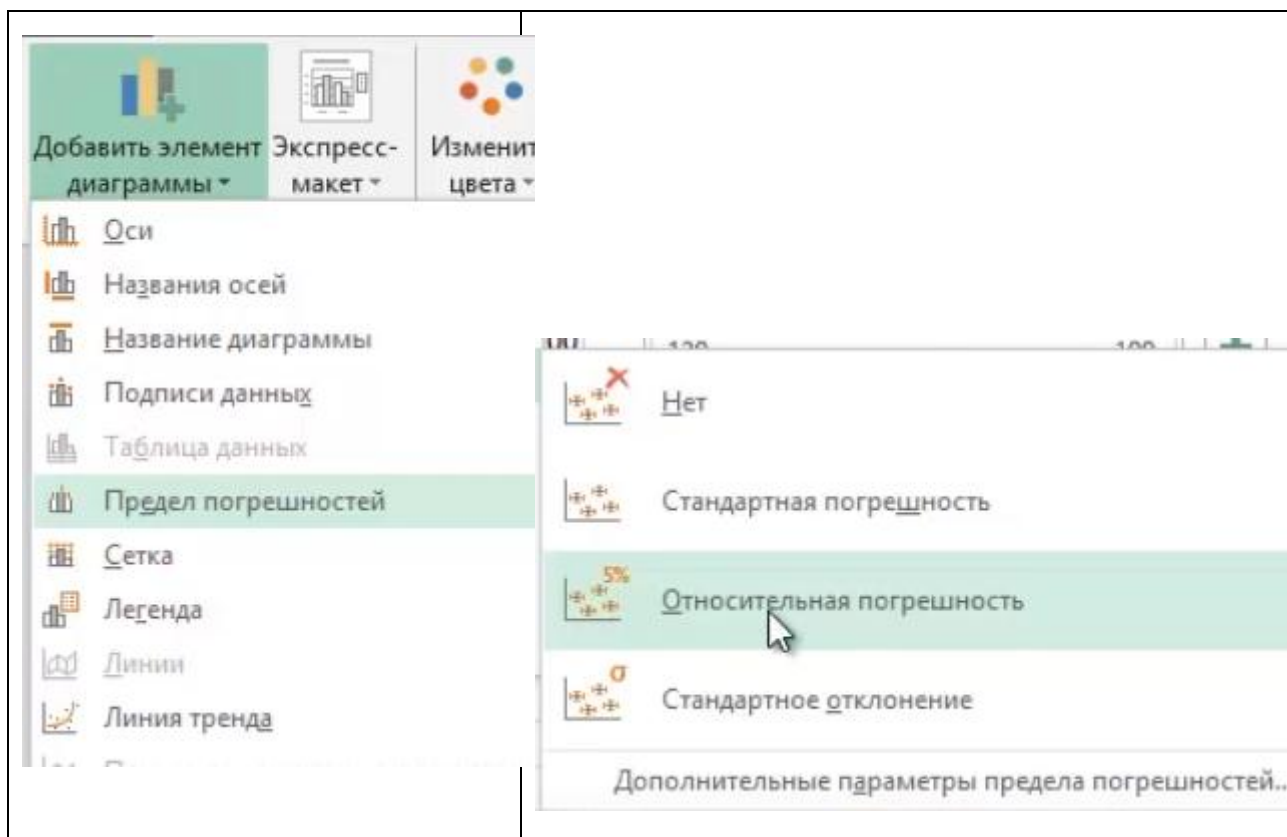 Добавить элемент диаграммы
Экспресс-макет
Изменит цвета
Оси
Названия осей
Название диаграммы
Подписи данных
Таблица данных
Предел погрешностей
Сетка
Легенда
Линии
Линия тренда
Нет
Стандартная погрешность
5%
Относительная погрешность
σ
Стандартное отклонение
Дополнительные параметры предела погрешностей..